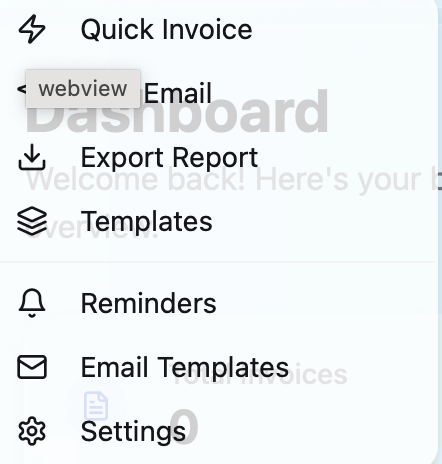 Quick Invoice
webview
Email
Dashboard
Export Report
Welcome back! Here's your b
Templates
overview.
Reminders
Email Templates
Total Invoices
Settings
0